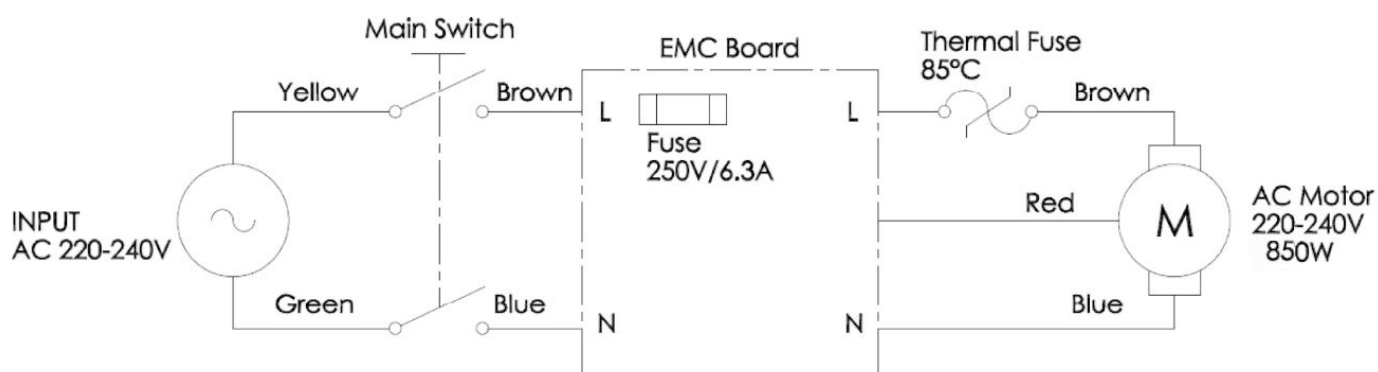 Main Switch
EMC Board
Thermal Fuse
85°C
Yellow
Brown
L
L
Brown
Fuse
250V/6.3A
INPUT
AC 220-240V
Red
M
AC Motor
220-240V
850W
Green
Blue
N
N
Blue